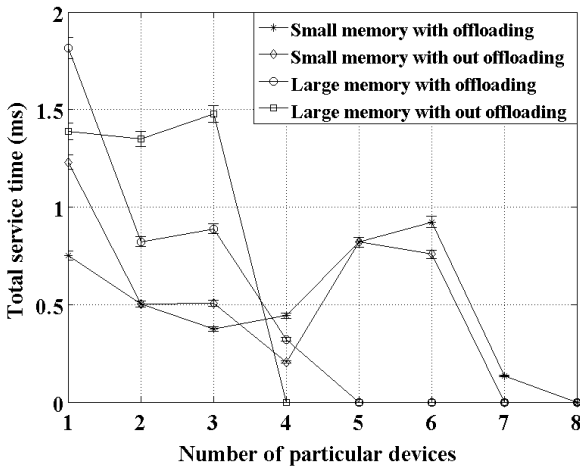 2
1.5
1
0.5
0
Total service time (ms)
Small memory with offloading
Small memory with out offloading
Large memory with offloading
Large memory with out offloading
1 2 3 4 5 6 7 8
Number of particular devices